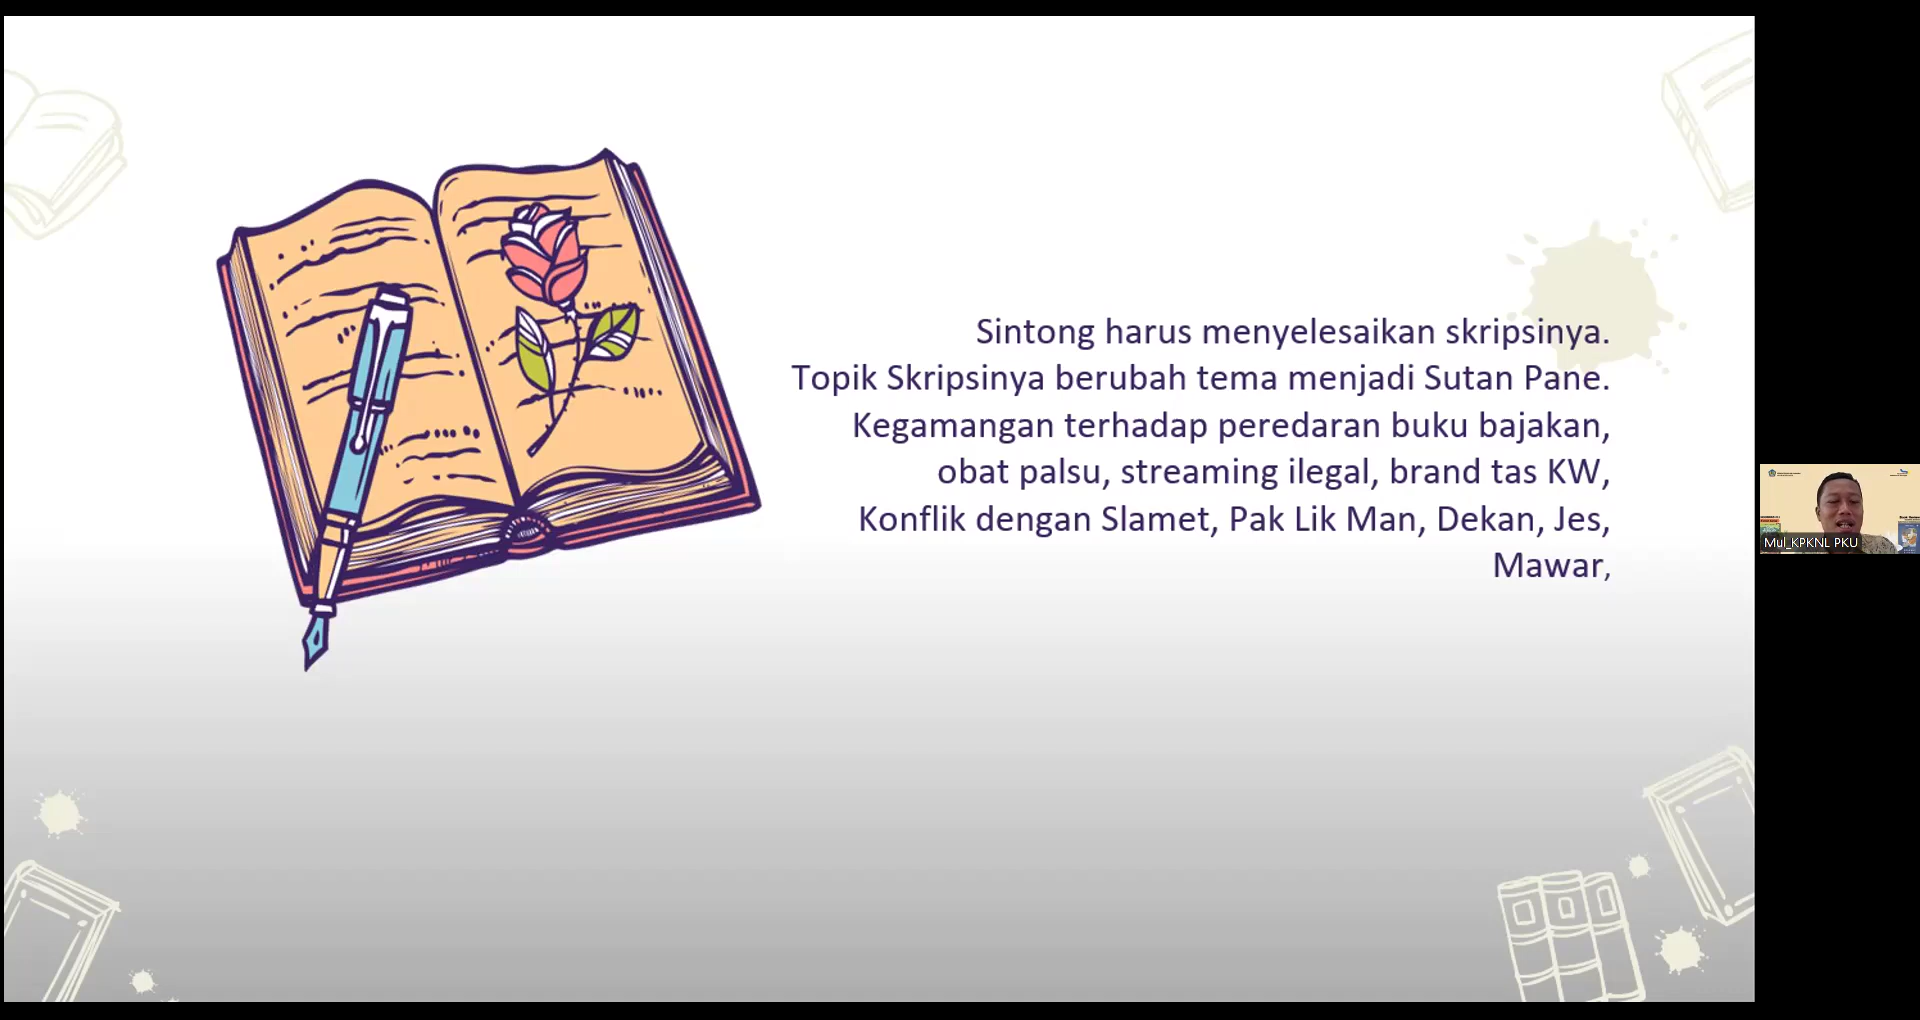 Sintong harus menyelesaikan skripsinya.
Topik Skripsinya berubah tema menjadi Sutan Pane.
Kegamangan terhadap peredaran buku bajakan,
obat palsu, streaming ilegal, brand tas KW,
Konflik dengan Slamet, Pak Lik Man, Dekan, Jes,
Mawar,
Mul_KPKNL PKU